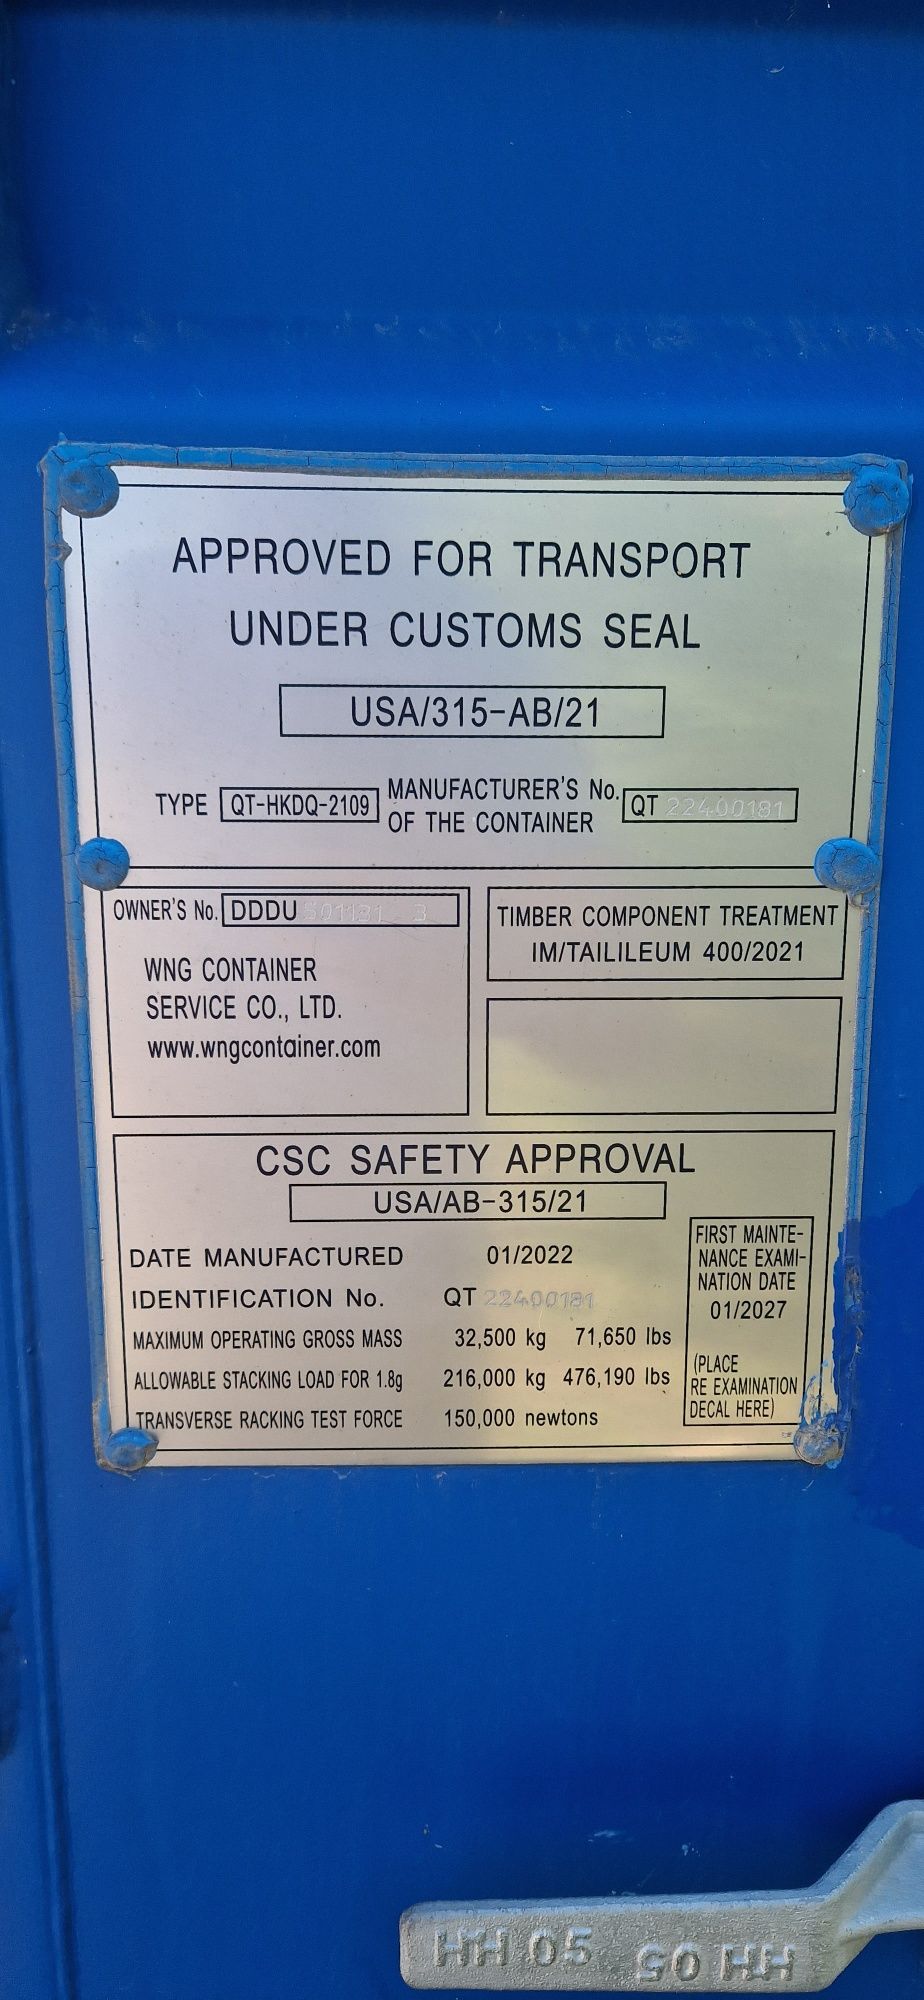 APPROVED FOR TRANSPORT
UNDER CUSTOMS SEAL
USA/315-AB/21
TYPE QT-HKDQ-2109 MANUFACTURER'S No. OF THE CONTAINER QT 22400181
OWNER'S No. DDDU 501181 3
WNG CONTAINER
SERVICE CO., LTD.
www.wngcontainer.com
TIMBER COMPONENT TREATMENT
IM/TAILILEUM 400/2021
CSC SAFETY APPROVAL
USA/AB-315/21
DATE MANUFACTURED 01/2022
IDENTIFICATION No. QT 22400181
MAXIMUM OPERATING GROSS MASS 32,500 kg 71,650 lbs
ALLOWABLE STACKING LOAD FOR 1.8g 216,000 kg 476,190 lbs
TRANSVERSE RACKING TEST FORCE 150,000 newtons
FIRST MAINTE-
NANCE EXAMI-
NATION DATE
01/2027
(PLACE
RE EXAMINATION
DECAL HERE)
HH 05 50 HH